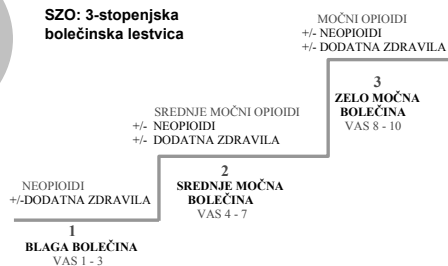 SZO: 3-stopenjska
bolečinska lestvica
MOČNI OPIOIDI
+/- NEOPIOIDI
+/- DODATNA ZDRAVILA
3
ZELO MOČNA
BOLEČINA
VAS 8 - 10
SREDNJE MOČNI OPIOIDI
+/- NEOPIOIDI
+/- DODATNA ZDRAVILA
2
SREDNJE MOČNA
BOLEČINA
VAS 4 - 7
NEOPIOIDI
+/-DODATNA ZDRAVILA
1
BLAGA BOLEČINA
VAS 1 - 3